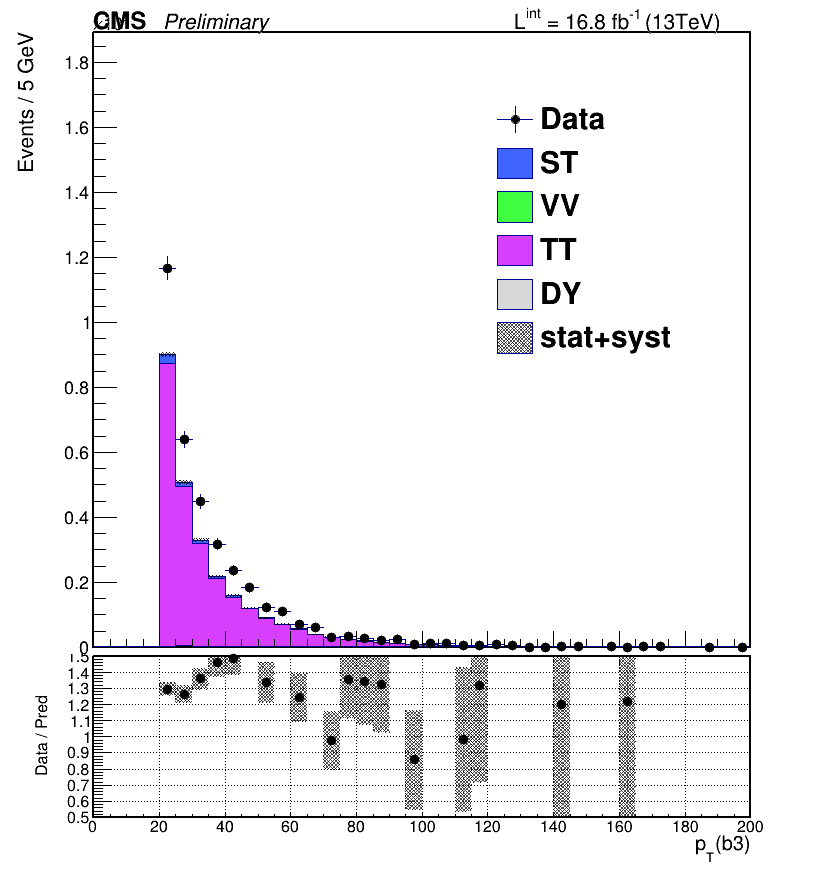 CMS Preliminary L^int = 16.8 fb^-1 (13TeV)
Events / 5 GeV
1.8
1.6
1.4
1.2
1
0.8
0.6
0.4
0.2
0
Data
ST
VV
TT
DY
stat+syst
Data / Pred
1.5
1.4
1.3
1.2
1.1
1
0.9
0.8
0.7
0.6
0.5
0 20 40 60 80 100 120 140 160 180 200
p_T(b3)